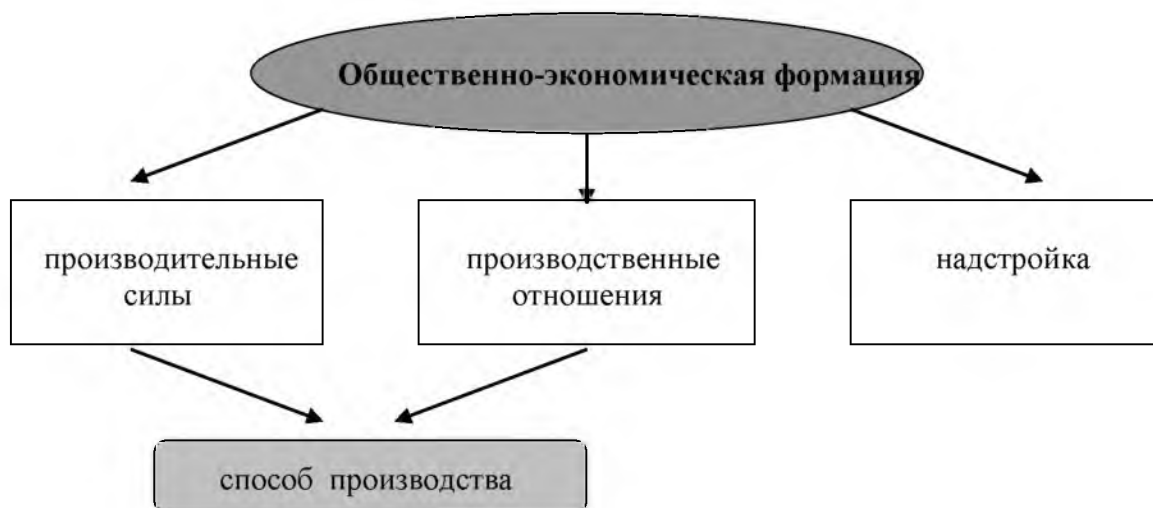 Общественно-экономическая формация
производительные
силы
производственные
отношения
надстройка
способ производства